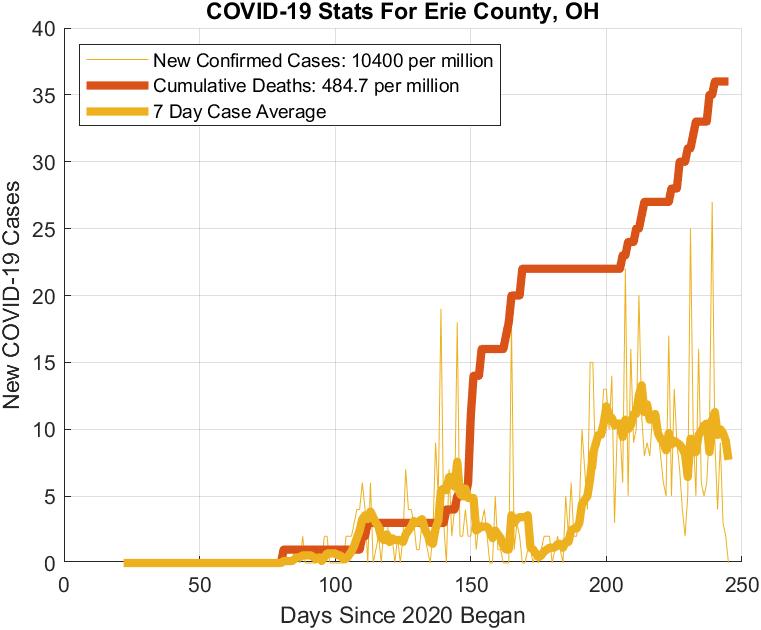 COVID-19 Stats For Erie County, OH
New Confirmed Cases: 10400 per million
Cumulative Deaths: 484.7 per million
7 Day Case Average
New COVID-19 Cases
40
35
30
25
20
15
10
5
0
0 50 100 150 200 250
Days Since 2020 Began